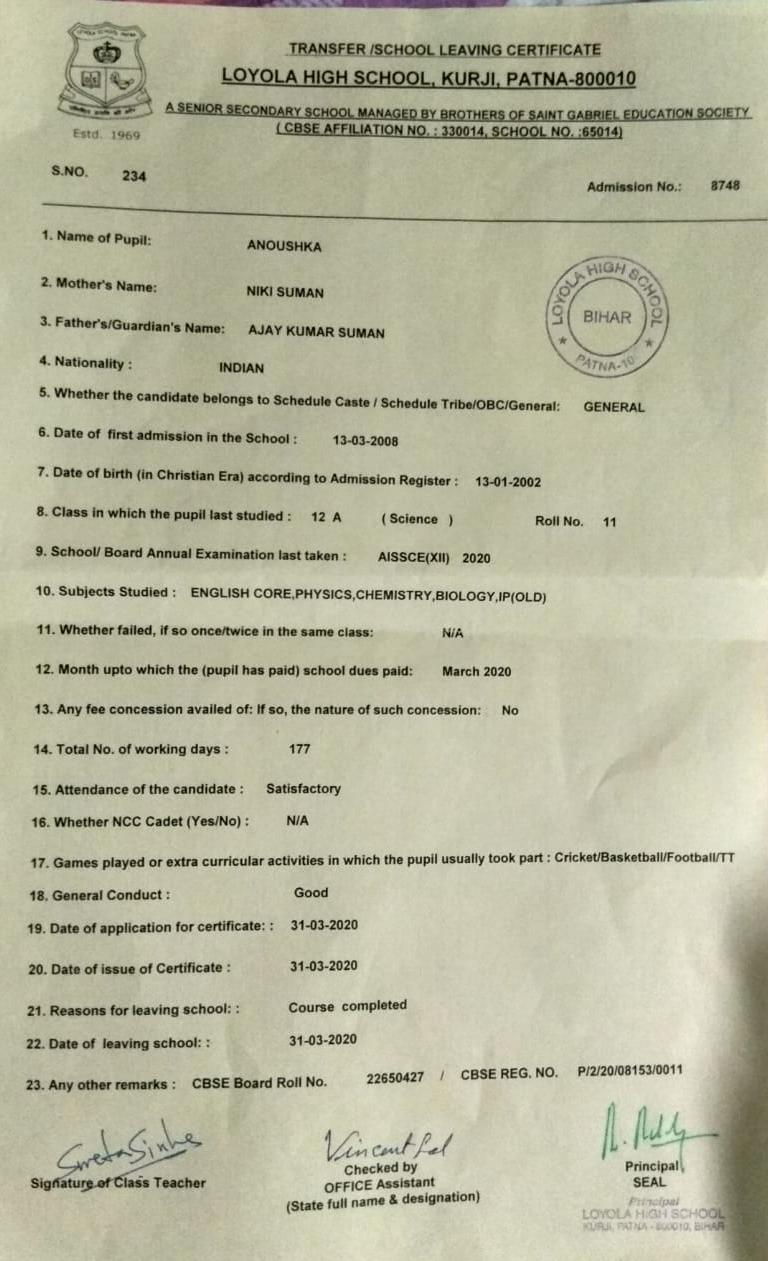 LOYOLA SCHOOL PATNA
Estd. 1969
TRANSFER /SCHOOL LEAVING CERTIFICATE
LOYOLA HIGH SCHOOL, KURJI, PATNA-800010
A SENIOR SECONDARY SCHOOL MANAGED BY BROTHERS OF SAINT GABRIEL EDUCATION SOCIETY
( CBSE AFFILIATION NO. : 330014, SCHOOL NO. :65014)
S.NO. 234
Admission No.: 8748
1. Name of Pupil: ANOUSHKA
2. Mother's Name: NIKI SUMAN
3. Father's/Guardian's Name: AJAY KUMAR SUMAN
LOYOLA HIGH SCHOOL
BIHAR
★ PATNA-10 ★
4. Nationality : INDIAN
5. Whether the candidate belongs to Schedule Caste / Schedule Tribe/OBC/General: GENERAL
6. Date of first admission in the School : 13-03-2008
7. Date of birth (in Christian Era) according to Admission Register : 13-01-2002
8. Class in which the pupil last studied : 12 A ( Science ) Roll No. 11
9. School/ Board Annual Examination last taken : AISSCE(XII) 2020
10. Subjects Studied : ENGLISH CORE,PHYSICS,CHEMISTRY,BIOLOGY,IP(OLD)
11. Whether failed, if so once/twice in the same class: N/A
12. Month upto which the (pupil has paid) school dues paid: March 2020
13. Any fee concession availed of: If so, the nature of such concession: No
14. Total No. of working days : 177
15. Attendance of the candidate : Satisfactory
16. Whether NCC Cadet (Yes/No) : N/A
17. Games played or extra curricular activities in which the pupil usually took part : Cricket/Basketball/Football/TT
18. General Conduct : Good
19. Date of application for certificate: : 31-03-2020
20. Date of issue of Certificate : 31-03-2020
21. Reasons for leaving school: : Course completed
22. Date of leaving school: : 31-03-2020
23. Any other remarks : CBSE Board Roll No. 22650427 / CBSE REG. NO. P/2/20/08153/0011
Sweta Sinha
Signature of Class Teacher
Vincent Lal
Checked by
OFFICE Assistant
(State full name & designation)
Principal
SEAL
Principal
LOYOLA HIGH SCHOOL
KURJI, PATNA - 800010, BIHAR